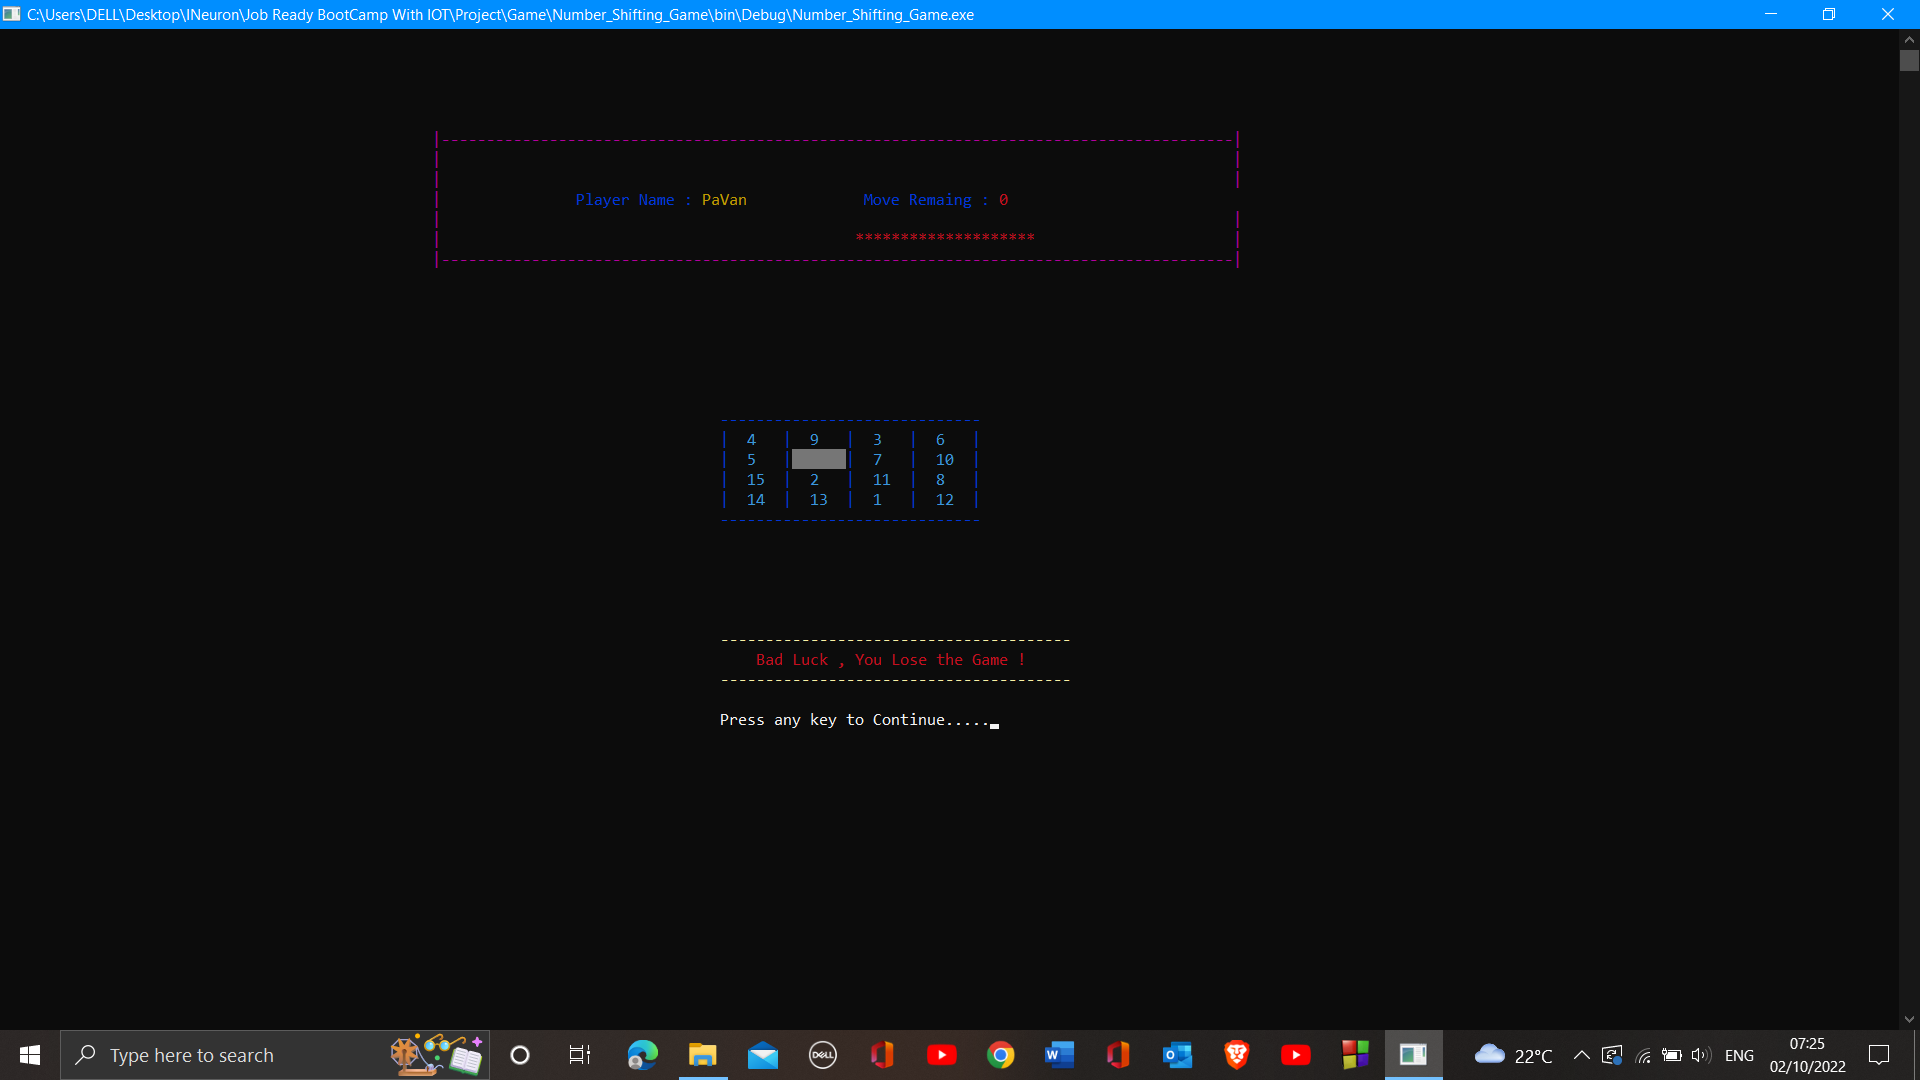 C:\Users\DELL\Desktop\INeuron\Job Ready BootCamp With IOT\Project\Game\Number_Shifting_Game\bin\Debug\Number_Shifting_Game.exe
|----------------------------------------------------------------------------------------|
Player Name : PaVan Move Remaing : 0
********************
|----------------------------------------------------------------------------------------|
-----------------------------
| 4 | 9 | 3 | 6 |
| 5 | | 7 | 10 |
| 15 | 2 | 11 | 8 |
| 14 | 13 | 1 | 12 |
-----------------------------
---------------------------------------
Bad Luck , You Lose the Game !
---------------------------------------
Press any key to Continue.....
Type here to search
DELL
22°C
ENG
07:25
02/10/2022